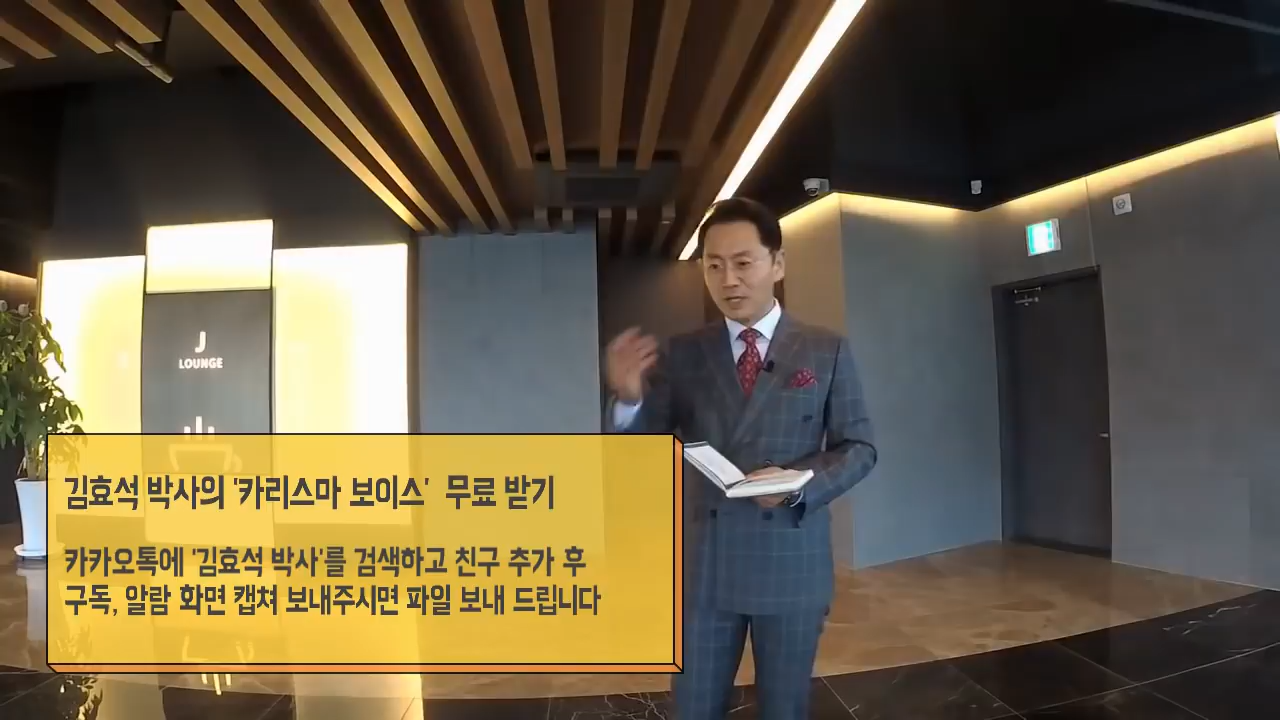 J
LOUNGE
김효석 박사의 '카리스마 보이스' 무료 받기
카카오톡에 '김효석 박사'를 검색하고 친구 추가 후
구독, 알람 화면 캡쳐 보내주시면 파일 보내 드립니다